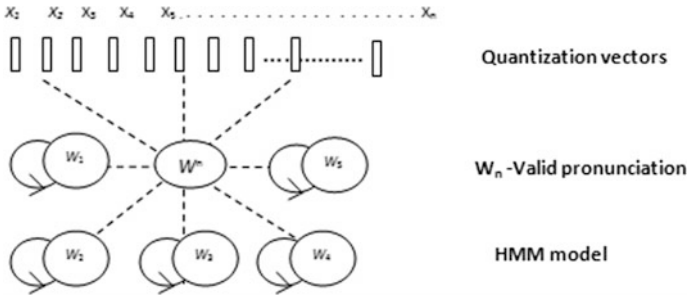 X₁ X₂ X₃ X₄ X₅ . . . . . . . . . . . . . . . . . . . . . . . . . . . . Xₙ
Quantization vectors
W₁ Wⁿ W₅ Wₙ -Valid pronunciation
W₂ W₃ W₄ HMM model